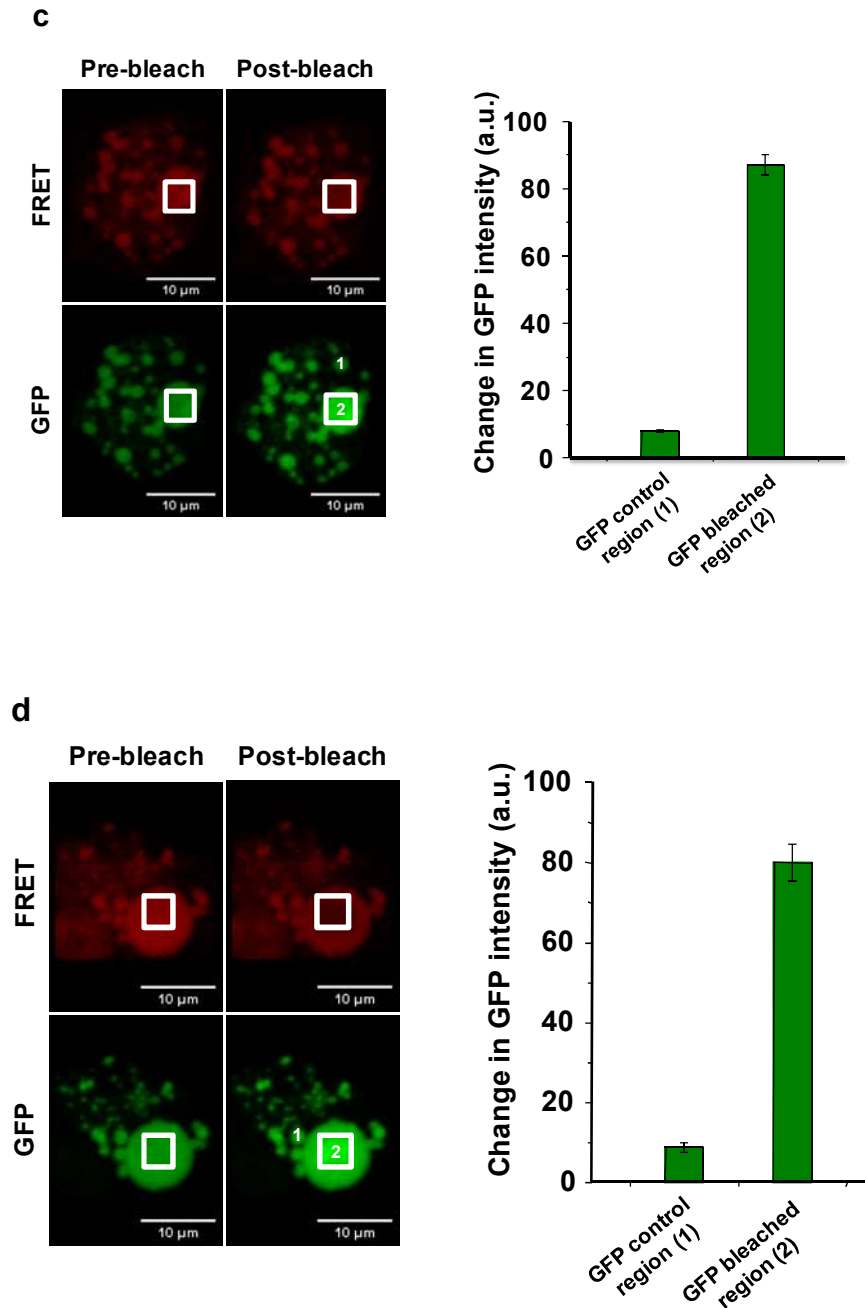 c
Pre-bleach Post-bleach
FRET
10 µm 10 µm
GFP
1
2
10 µm 10 µm
Change in GFP intensity (a.u.)
100
80
60
40
20
0
GFP control
region (1)
GFP bleached
region (2)
d
Pre-bleach Post-bleach
FRET
10 µm 10 µm
GFP
1
2
10 µm 10 µm
Change in GFP intensity (a.u.)
100
80
60
40
20
0
GFP control
region (1)
GFP bleached
region (2)